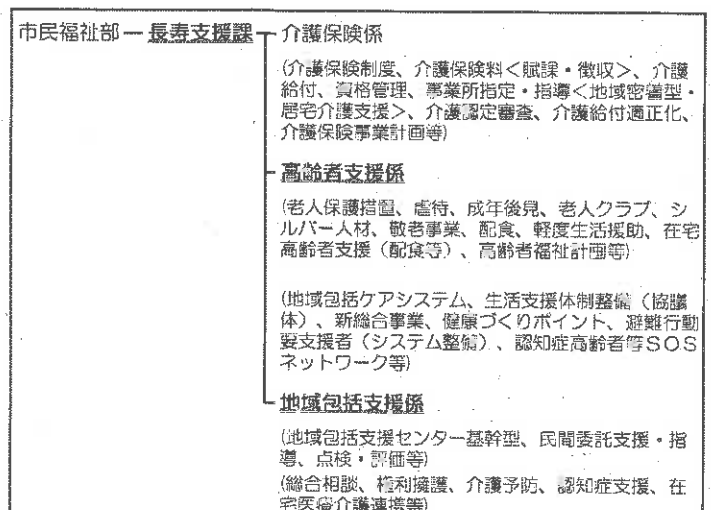 市民福祉部 ― 長寿支援課 ┬ 介護保険係
(介護保険制度、介護保険料<賦課・徴収>、介護
給付、資格管理、事業所指定・指導<地域密着型・
居宅介護支援>、介護認定審査、介護給付適正化、
介護保険事業計画等)
高齢者支援係
(老人保護措置、虐待、成年後見、老人クラブ、シ
ルバー人材、敬老事業、配食、軽度生活援助、在宅
高齢者支援(配食等)、高齢者福祉計画等)
(地域包括ケアシステム、生活支援体制整備(協議
体)、新総合事業、健康づくりポイント、避難行動
要支援者(システム整備)、認知症高齢者等SOS
ネットワーク等)
地域包括支援係
(地域包括支援センター基幹型、民間委託支援・指
導、点検・評価等)
(総合相談、権利擁護、介護予防、認知症支援、在
宅医療介護連携等)